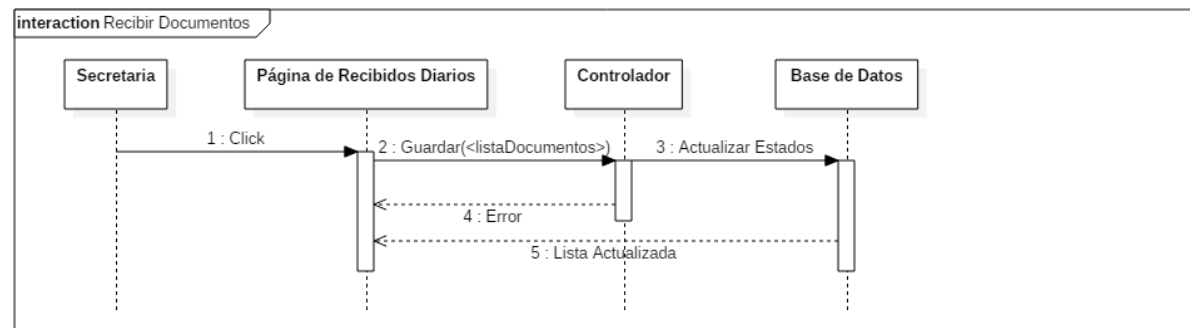 interaction Recibir Documentos
Secretaria
Página de Recibidos Diarios
Controlador
Base de Datos
1 : Click
2 : Guardar(<listaDocumentos>)
3 : Actualizar Estados
4 : Error
5 : Lista Actualizada